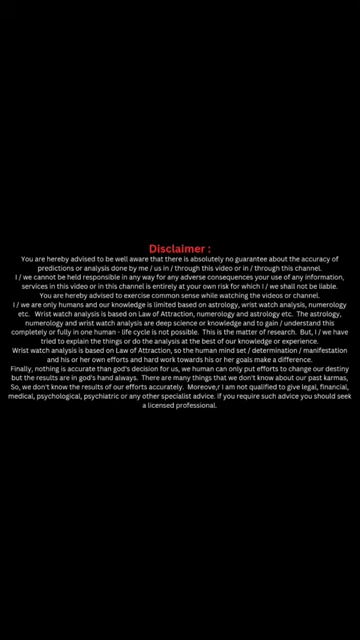 Disclaimer :
You are hereby advised to be well aware that there is absolutely no guarantee about the accuracy of
predictions or analysis done by me / us in / through this video or in / through this channel.
I / we cannot be held responsible in any way for any adverse consequences your use of any information,
services in this video or in this channel is entirely at your own risk for which I / we shall not be liable.
You are hereby advised to exercise common sense while watching the videos or channel.
I / we are only humans and our knowledge is limited based on astrology, wrist watch analysis, numerology
etc. Wrist watch analysis is based on Law of Attraction, numerology and astrology etc. The astrology,
numerology and wrist watch analysis are deep science or knowledge and to gain / understand this
completely or fully in one human - life cycle is not possible. This is the matter of research. But, I / we have
tried to explain the things or do the analysis at the best of our knowledge or experience.
Wrist watch analysis is based on Law of Attraction, so the human mind set / determination / manifestation
and his or her own efforts and hard work towards his or her goals make a difference.
Finally, nothing is accurate than god's decision for us, we human can only put efforts to change our destiny
but the results are in god's hand always. There are many things that we don't know about our past karmas,
So, we don't know the results of our efforts accurately. Moreove,r I am not qualified to give legal, financial,
medical, psychological, psychiatric or any other specialist advice. if you require such advice you should seek
a licensed professional.